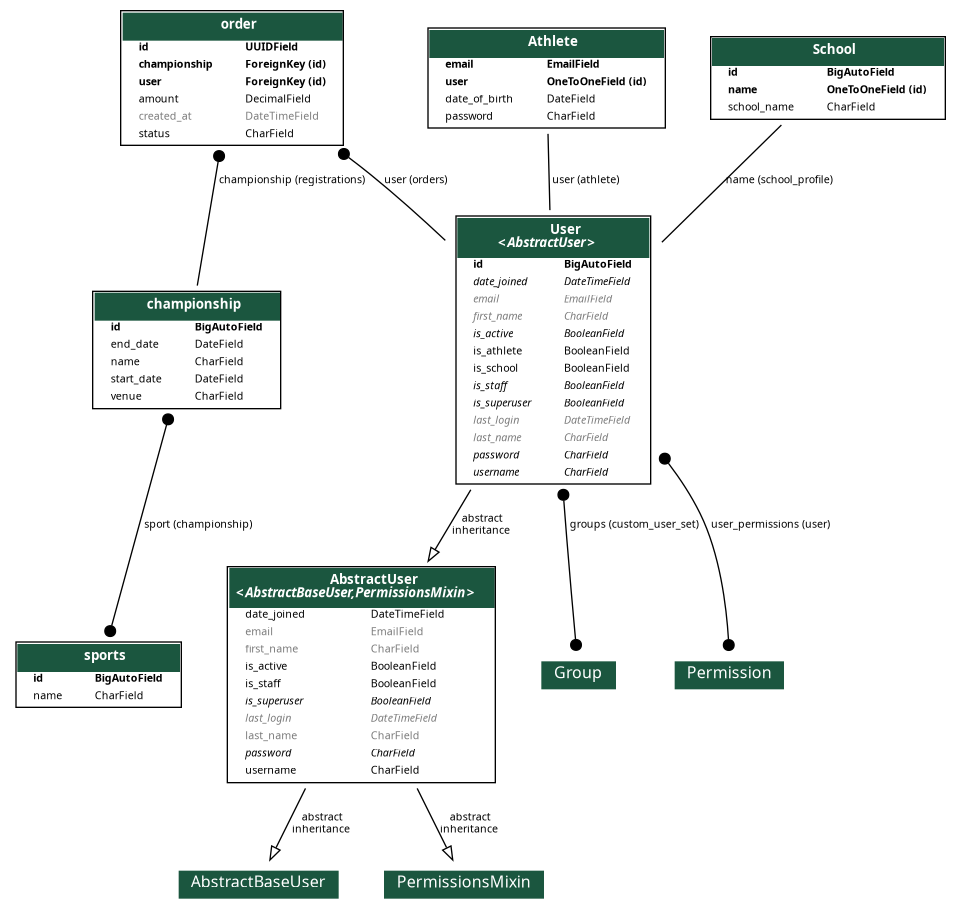 order
id UUIDField
championship ForeignKey (id)
user ForeignKey (id)
amount DecimalField
created_at DateTimeField
status CharField
Athlete
email EmailField
user OneToOneField (id)
date_of_birth DateField
password CharField
School
id BigAutoField
name OneToOneField (id)
school_name CharField
championship (registrations)
user (orders)
user (athlete)
name (school_profile)
User
<AbstractUser>
id BigAutoField
date_joined DateTimeField
email EmailField
first_name CharField
is_active BooleanField
is_athlete BooleanField
is_school BooleanField
is_staff BooleanField
is_superuser BooleanField
last_login DateTimeField
last_name CharField
password CharField
username CharField
championship
id BigAutoField
end_date DateField
name CharField
start_date DateField
venue CharField
sport (championship)
abstract
inheritance
groups (custom_user_set)
user_permissions (user)
AbstractUser
<AbstractBaseUser,PermissionsMixin>
date_joined DateTimeField
email EmailField
first_name CharField
is_active BooleanField
is_staff BooleanField
is_superuser BooleanField
last_login DateTimeField
last_name CharField
password CharField
username CharField
sports
id BigAutoField
name CharField
Group
Permission
abstract
inheritance
abstract
inheritance
AbstractBaseUser
PermissionsMixin